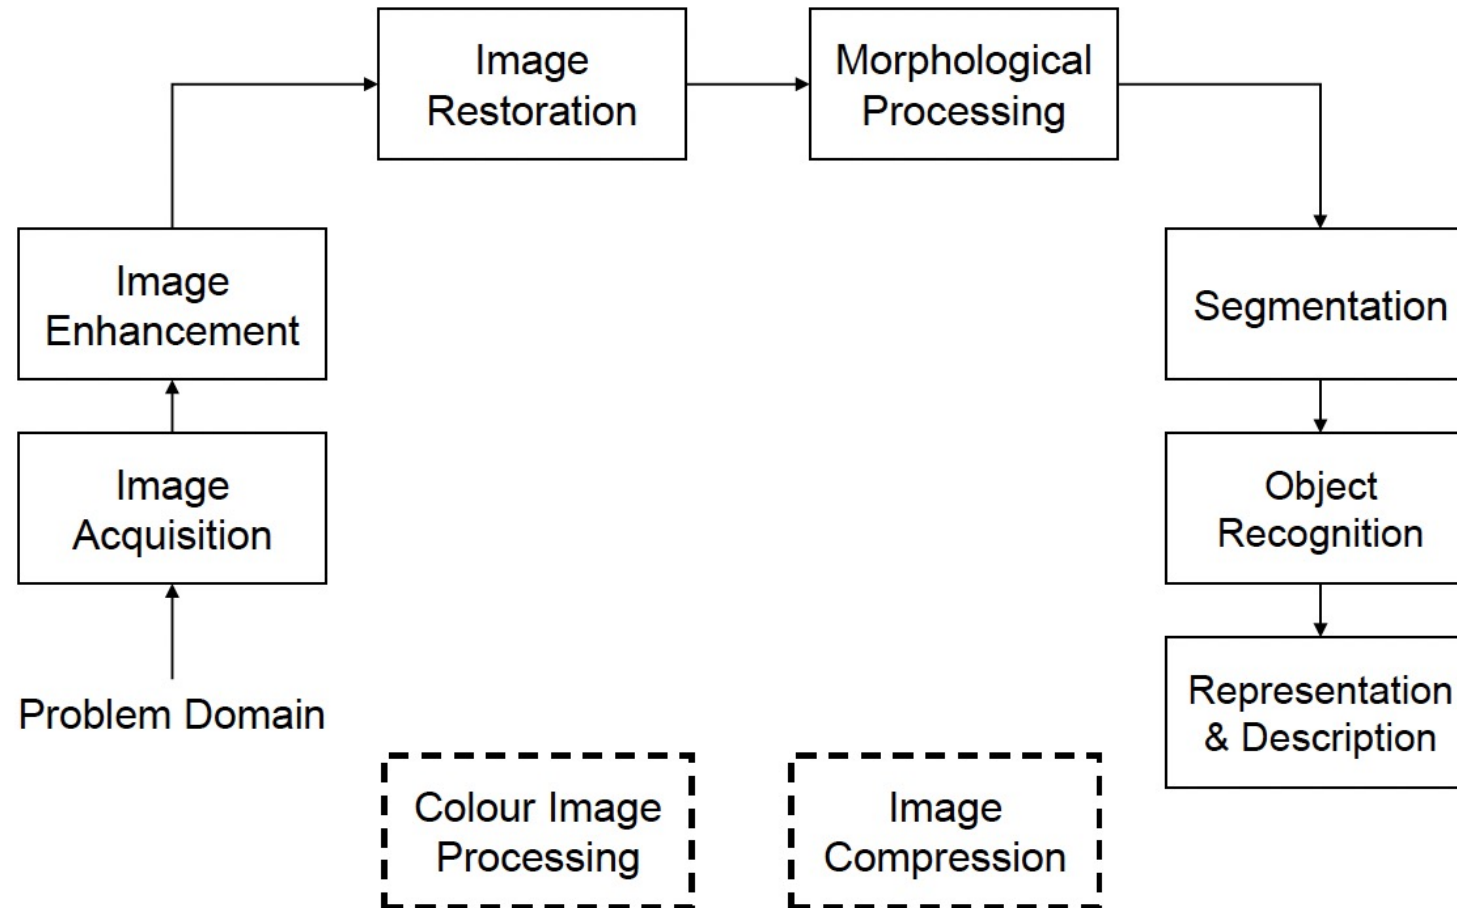 Image
Restoration
Morphological
Processing
Image
Enhancement
Segmentation
Image
Acquisition
Object
Recognition
Problem Domain
Representation
& Description
Colour Image
Processing
Image
Compression